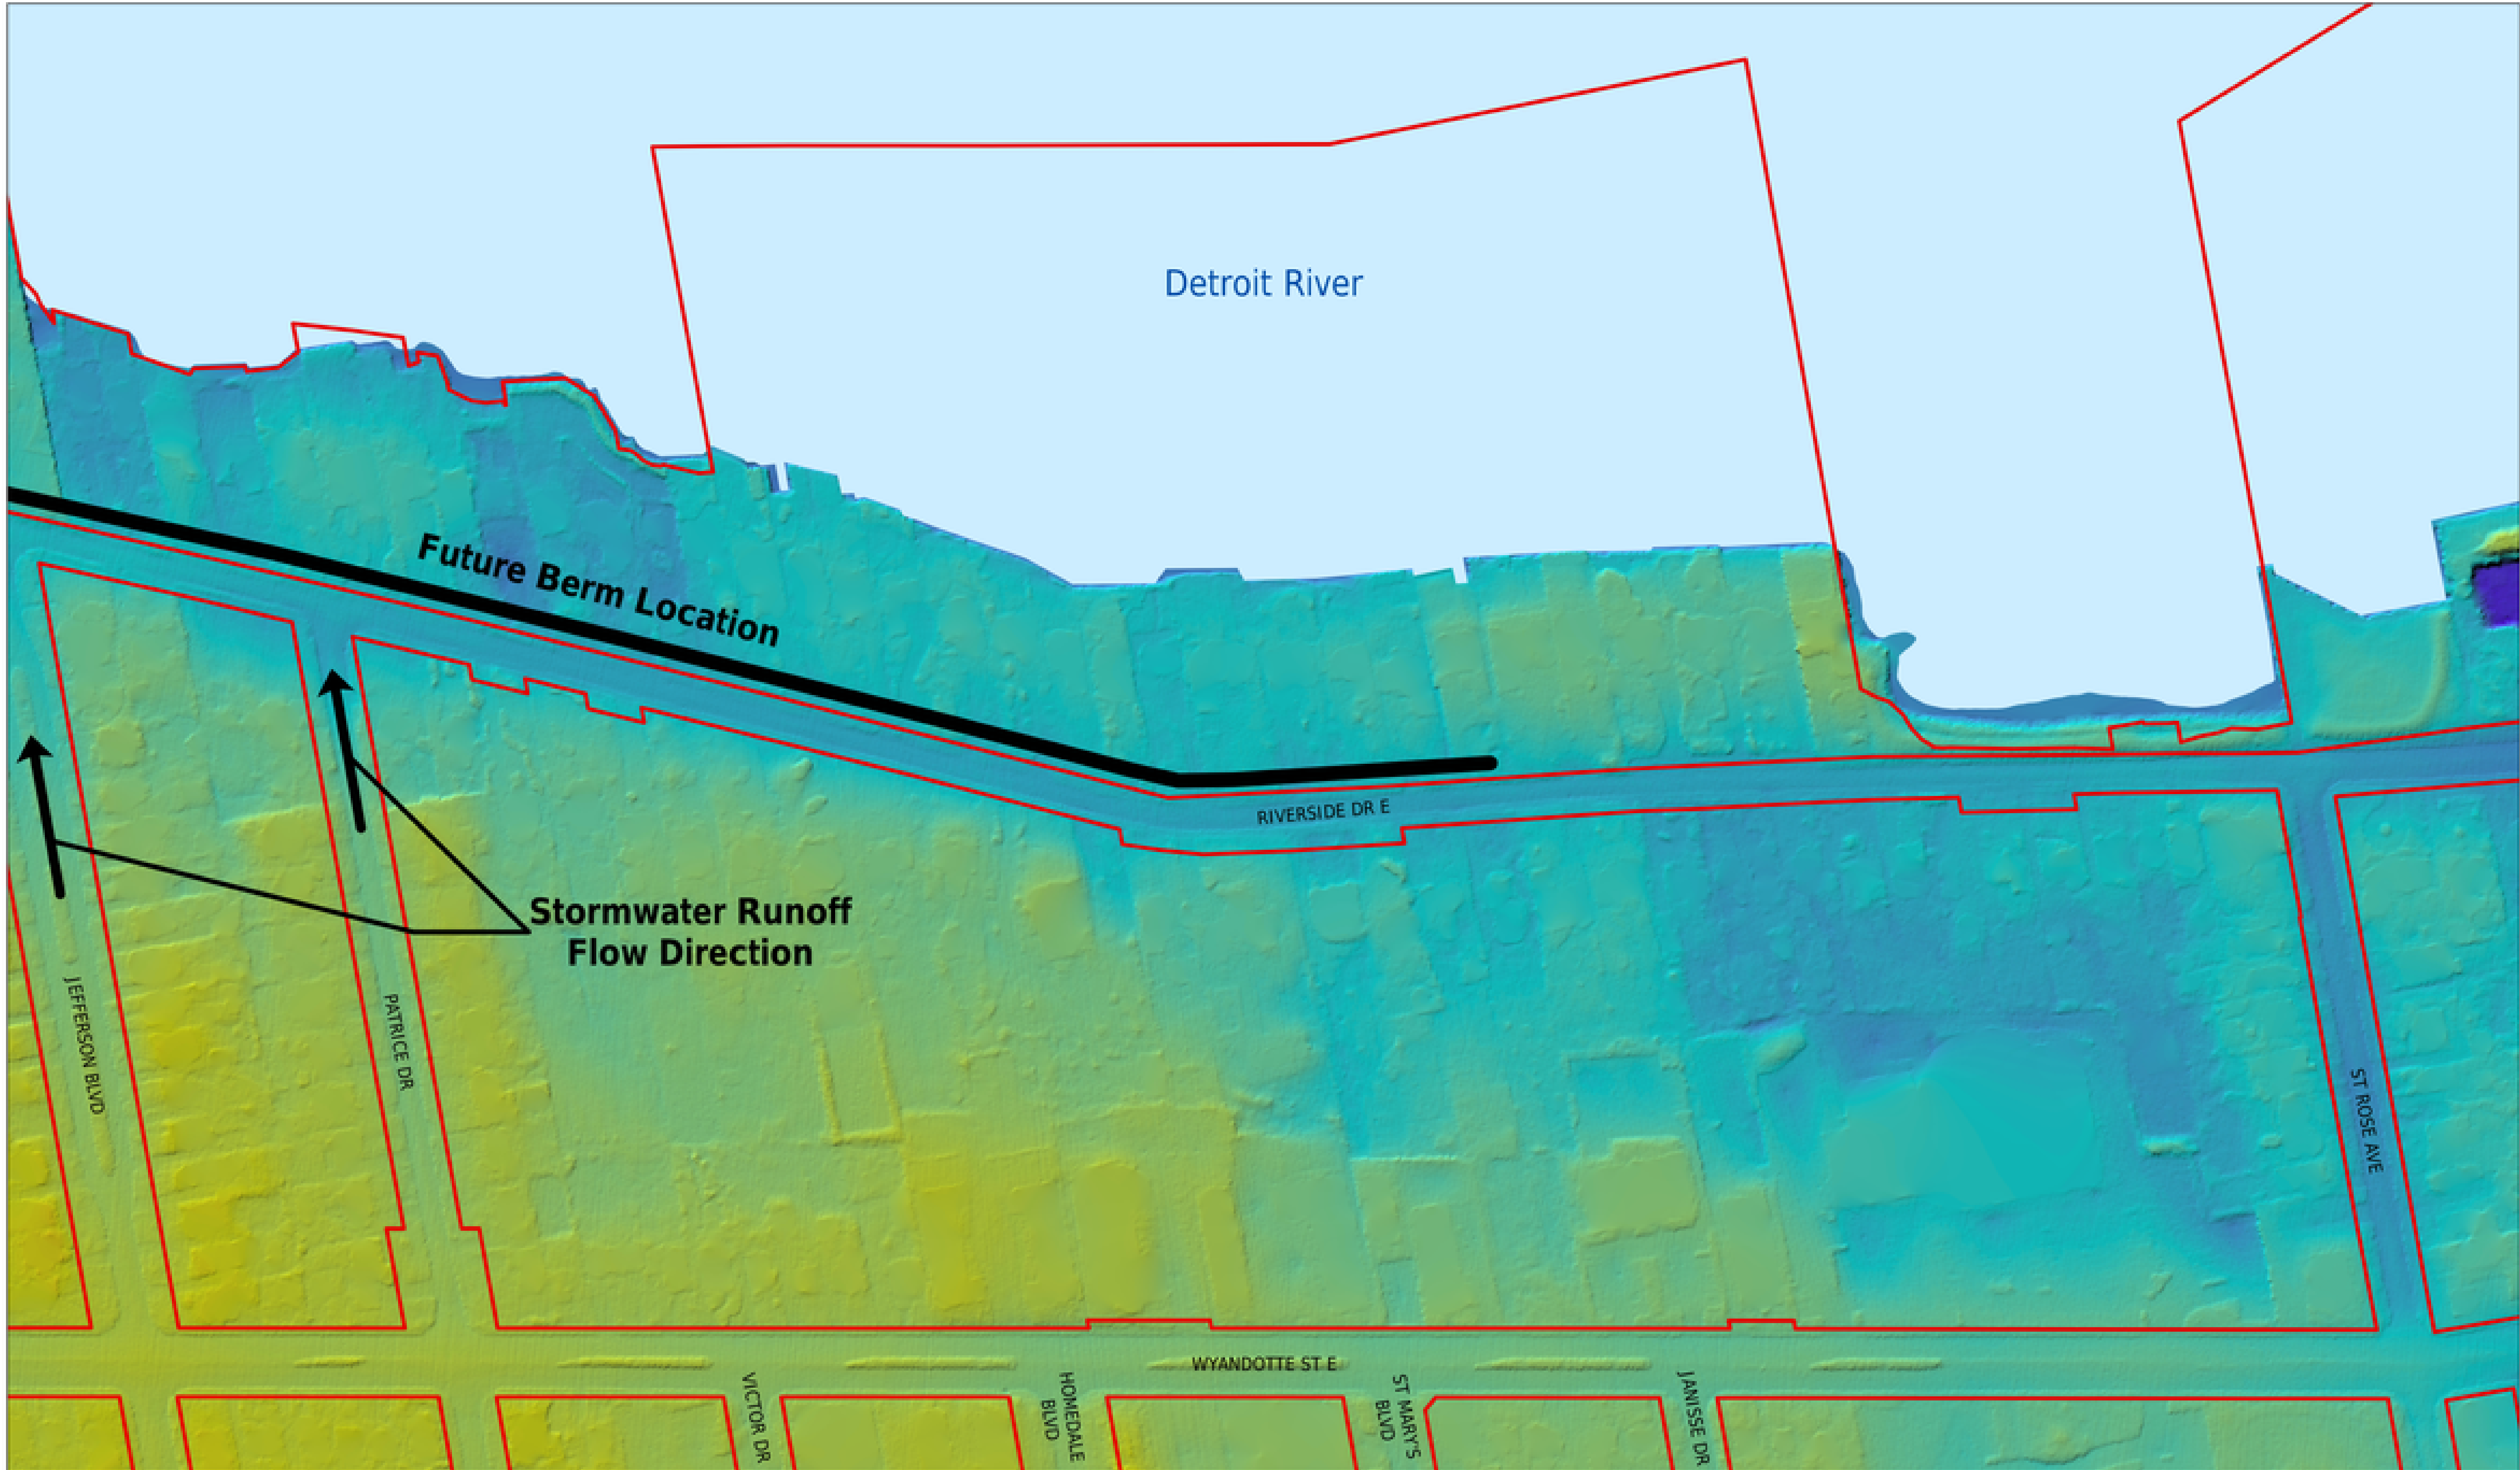 Detroit River
Future Berm Location
RIVERSIDE DR E
Stormwater Runoff
Flow Direction
JEFFERSON BLVD
PATRICE DR
ST ROSE AVE
WYANDOTTE ST E
VICTOR DR
HOMEDALE
BLVD
ST MARY'S
BLVD
JANISSE DR